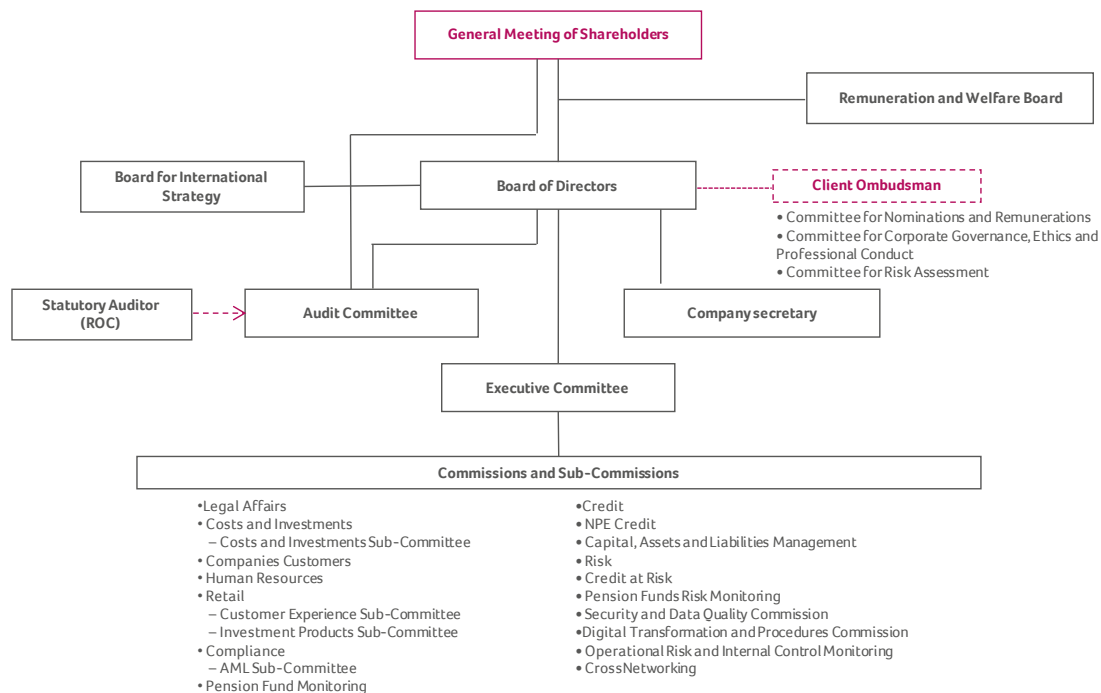 General Meeting of Shareholders
Remuneration and Welfare Board
Board for International
Strategy
Board of Directors
Client Ombudsman
• Committee for Nominations and Remunerations
• Committee for Corporate Governance, Ethics and
Professional Conduct
• Committee for Risk Assessment
Statutory Auditor
(ROC)
Audit Committee
Company secretary
Executive Committee
Commissions and Sub-Commissions
•Legal Affairs
• Costs and Investments
– Costs and Investments Sub-Committee
• Companies Customers
• Human Resources
• Retail
– Customer Experience Sub-Committee
– Investment Products Sub-Committee
• Compliance
– AML Sub-Committee
• Pension Fund Monitoring
•Credit
• NPE Credit
• Capital, Assets and Liabilities Management
• Risk
• Credit at Risk
• Pension Funds Risk Monitoring
• Security and Data Quality Commission
•Digital Transformation and Procedures Commission
• Operational Risk and Internal Control Monitoring
• CrossNetworking